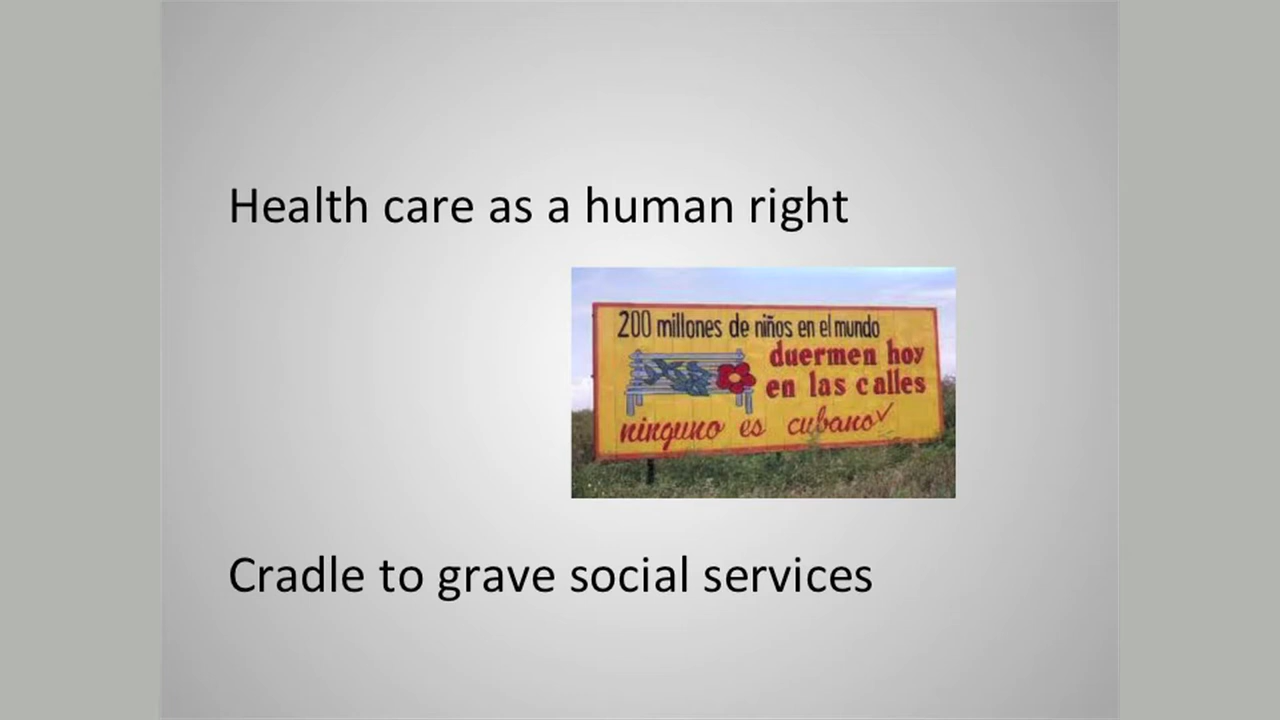 Health care as a human right
200 millones de niños en el mundo
duermen hoy
en las calles
ninguno es cubano
Cradle to grave social services